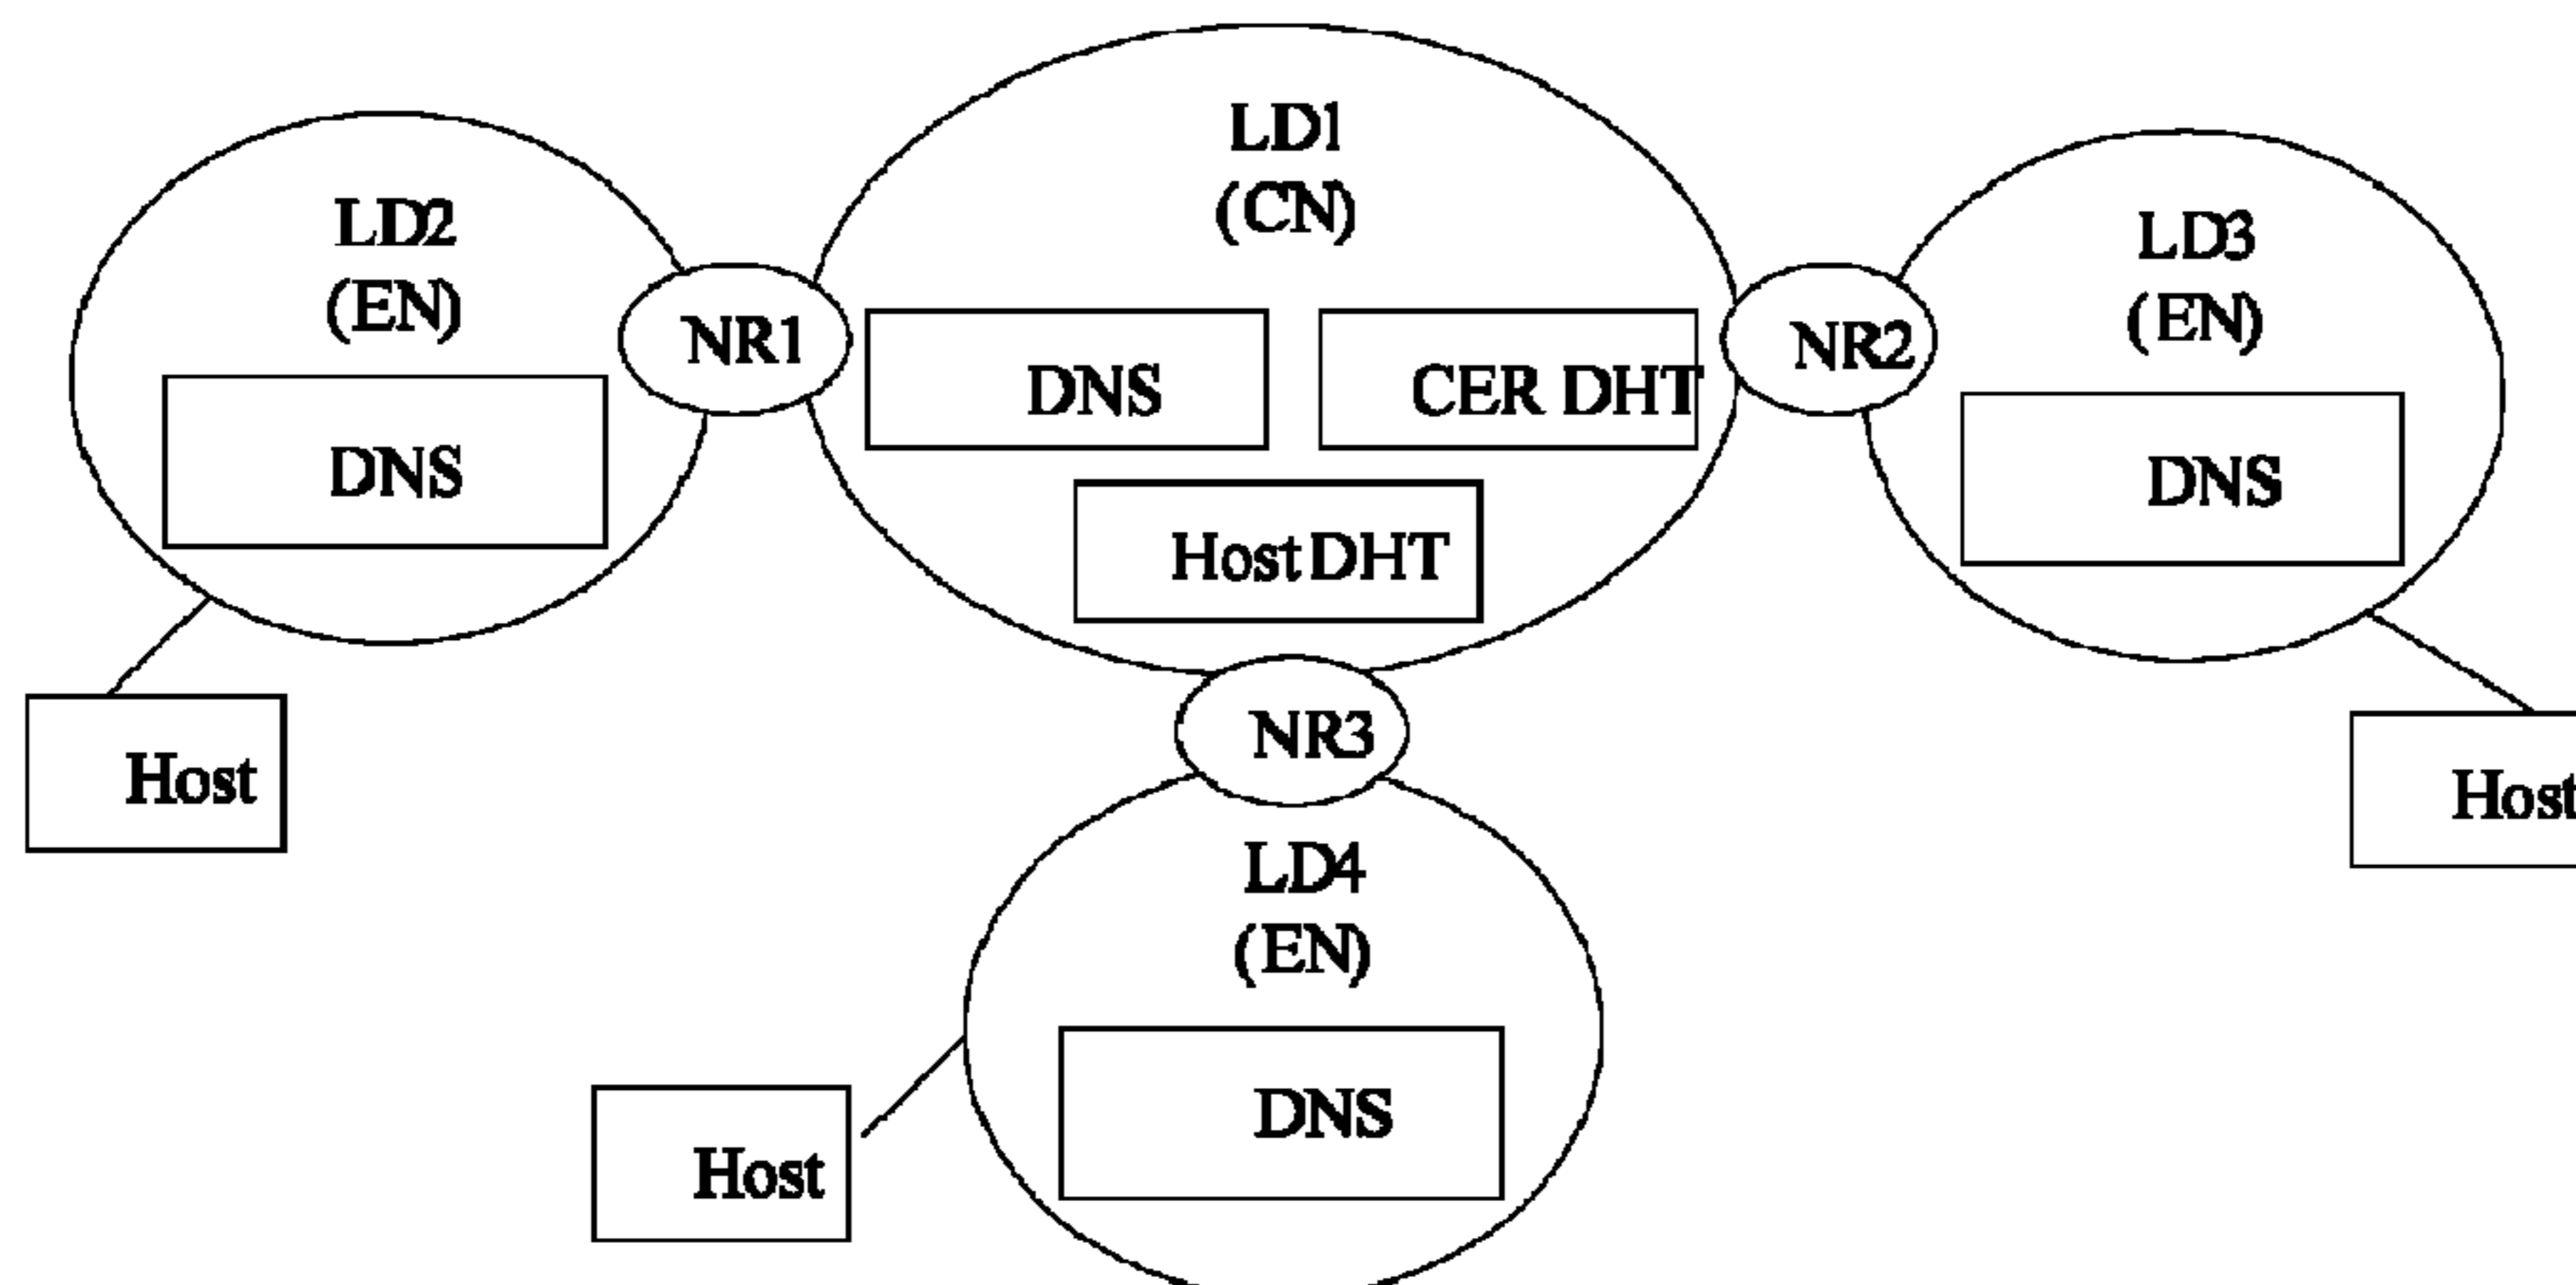 LD2
(EN)
DNS
Host
NR1
LD1
(CN)
DNS
CER DHT
Host DHT
NR2
LD3
(EN)
DNS
Host
NR3
LD4
(EN)
DNS
Host